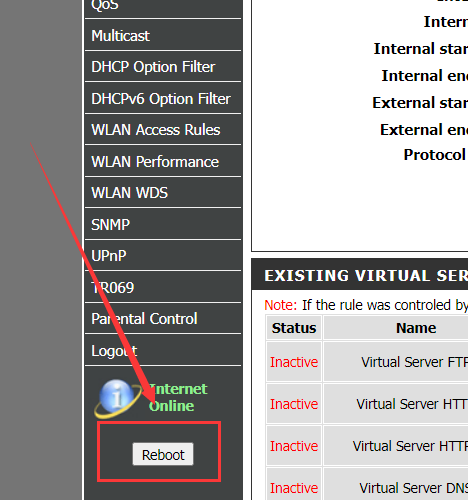 QoS
Multicast
DHCP Option Filter
DHCPv6 Option Filter
WLAN Access Rules
WLAN Performance
WLAN WDS
SNMP
UPnP
TR069
Parental Control
Logout
Internet
Online
Reboot
Intern
Internal star
Internal end
External star
External end
Protocol
EXISTING VIRTUAL SER
Note: If the rule was controled by
Status Name
Inactive Virtual Server FTP
Inactive Virtual Server HTT
Inactive Virtual Server HTTP
Inactive Virtual Server DNS